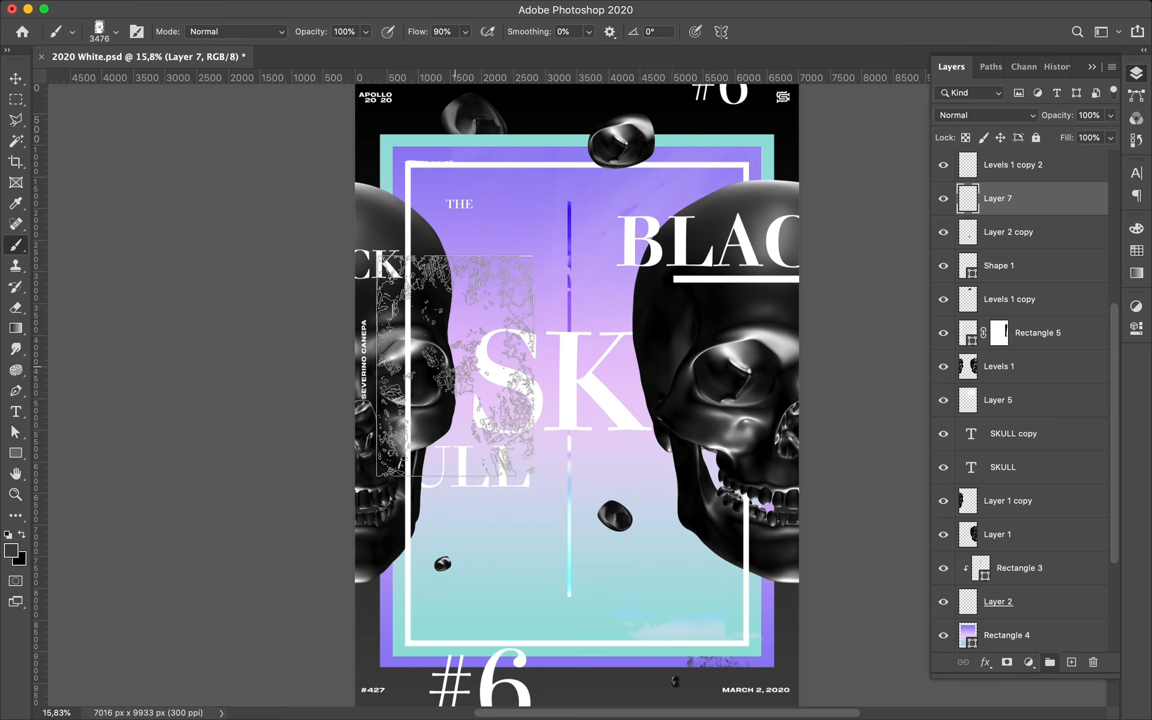 Adobe Photoshop 2020
3476
Mode: Normal
Opacity: 100%
Flow: 90%
Smoothing: 0%
0°
2020 White.psd @ 15,8% (Layer 7, RGB/8) *
4500 4000 3500 3000 2500 2000 1500 1000 500 0 500 1000 1500 2000 2500 3000 3500 4000 4500 5000 5500 6000 6500 7000 7500 8000 8500
Layers Paths Chann Histor
Kind
Normal
Opacity: 100%
Lock:
Fill: 100%
Levels 1 copy 2
Layer 7
Layer 2 copy
Shape 1
Levels 1 copy
Rectangle 5
Levels 1
Layer 5
SKULL copy
SKULL
Layer 1 copy
Layer 1
Rectangle 3
Layer 2
Rectangle 4
fx
APOLLO
20 20
#6
THE
BLAC
CK
SEVERINO CANEPA
SK
ULL
#6
#427
MARCH 2, 2020
15,83%
7016 px x 9933 px (300 ppi)